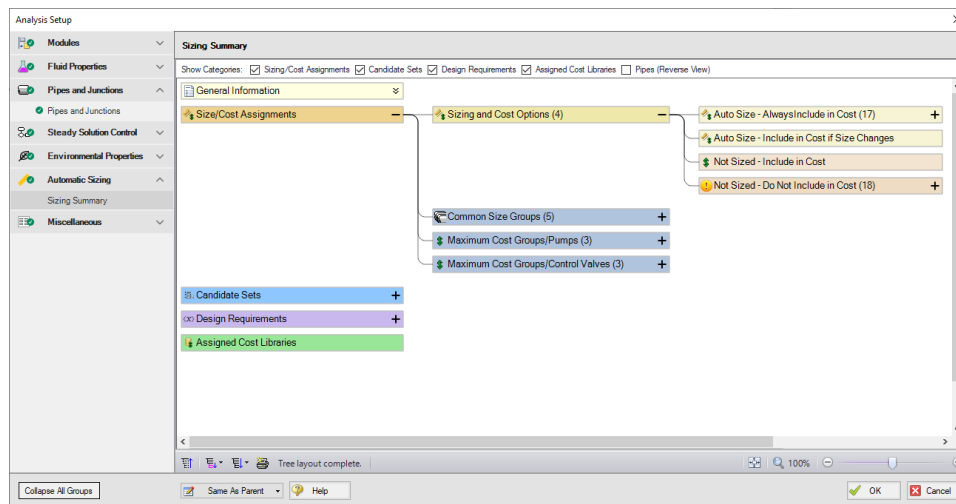 Analysis Setup
Modules
Fluid Properties
Pipes and Junctions
Pipes and Junctions
Steady Solution Control
Environmental Properties
Automatic Sizing
Sizing Summary
Miscellaneous
Sizing Summary
Show Categories: Sizing/Cost Assignments Candidate Sets Design Requirements Assigned Cost Libraries Pipes (Reverse View)
General Information
Size/Cost Assignments
Sizing and Cost Options (4)
Auto Size - AlwaysInclude in Cost (17)
Auto Size - Include in Cost if Size Changes
Not Sized - Include in Cost
Not Sized - Do Not Include in Cost (18)
Common Size Groups (5)
Maximum Cost Groups/Pumps (3)
Maximum Cost Groups/Control Valves (3)
Candidate Sets
Design Requirements
Assigned Cost Libraries
Tree layout complete.
100%
Collapse All Groups
Same As Parent
Help
OK
Cancel